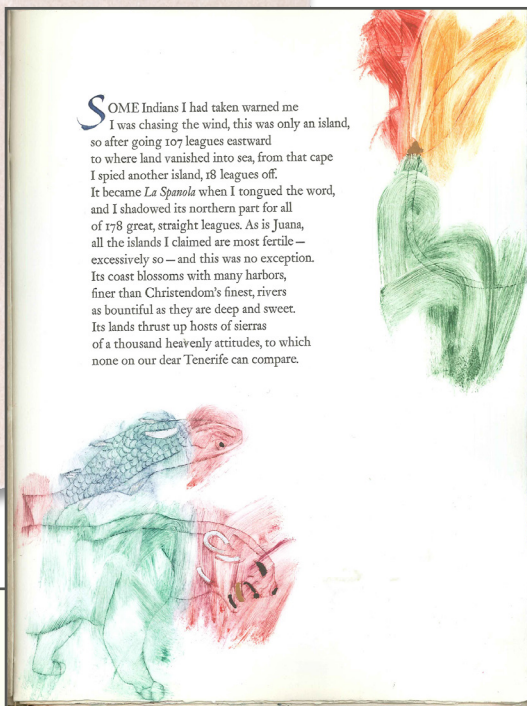 SOME Indians I had taken warned me
I was chasing the wind, this was only an island,
so after going 107 leagues eastward
to where land vanished into sea, from that cape
I spied another island, 18 leagues off.
It became La Spanola when I tongued the word,
and I shadowed its northern part for all
of 178 great, straight leagues. As is Juana,
all the islands I claimed are most fertile —
excessively so — and this was no exception.
Its coast blossoms with many harbors,
finer than Christendom's finest, rivers
as bountiful as they are deep and sweet.
Its lands thrust up hosts of sierras
of a thousand heavenly attitudes, to which
none on our dear Tenerife can compare.